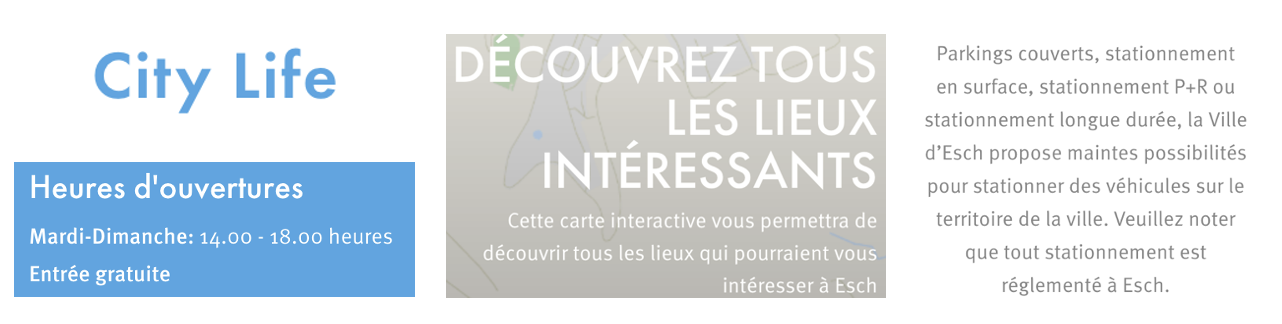 City Life
Heures d'ouvertures
Mardi-Dimanche: 14.00 - 18.00 heures
Entrée gratuite
DÉCOUVREZ TOUS
LES LIEUX
INTÉRESSANTS
Cette carte interactive vous permettra de
découvrir tous les lieux qui pourraient vous
intéresser à Esch
Parkings couverts, stationnement
en surface, stationnement P+R ou
stationnement longue durée, la Ville
d’Esch propose maintes possibilités
pour stationner des véhicules sur le
territoire de la ville. Veuillez noter
que tout stationnement est
réglementé à Esch.